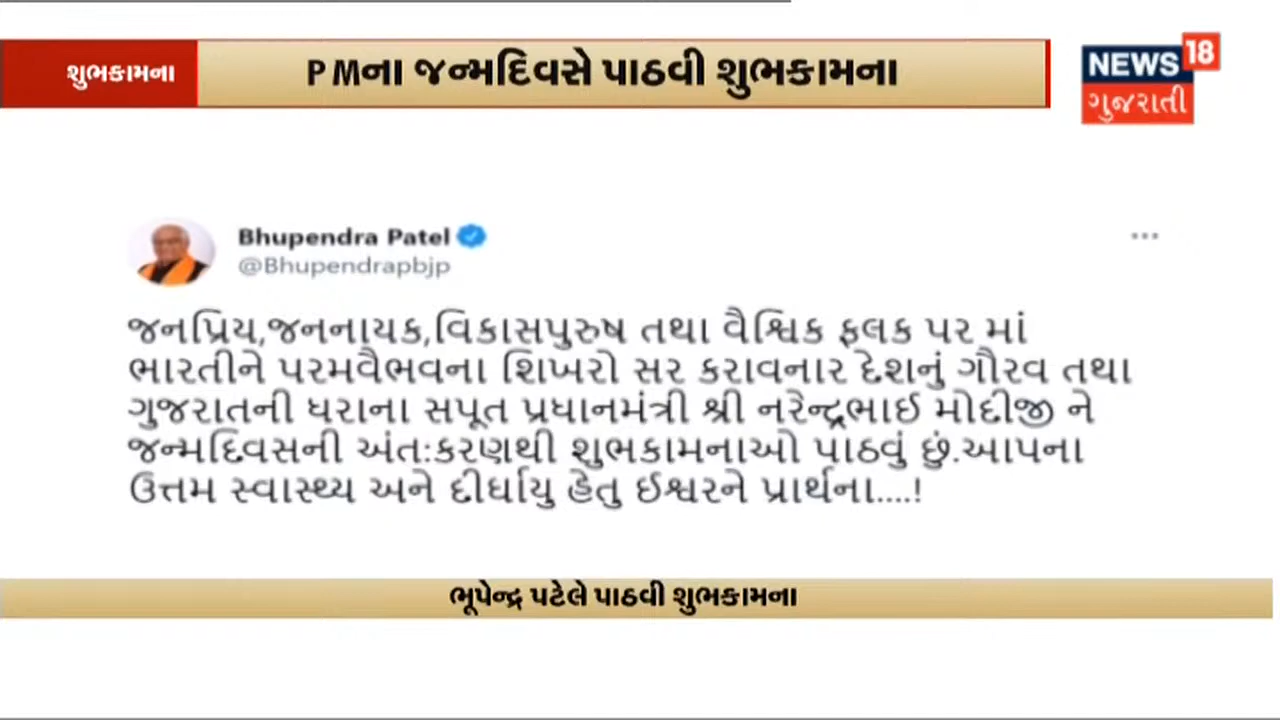 શુભકામના
PMના જન્મદિવસે પાઠવી શુભકામના
NEWS 18
ગુજરાતી
Bhupendra Patel
@Bhupendrapbjp
જનપ્રિય,જનનાયક,વિકાસપુરુષ તથા વૈશ્વિક ફલક પર માં
ભારતીને પરમવૈભવના શિખરો સર કરાવનાર દેશનું ગૌરવ તથા
ગુજરાતની ધરાના સપૂત પ્રધાનમંત્રી શ્રી નરેન્દ્રભાઈ મોદીજી ને
જન્મદિવસની અંત:કરણથી શુભકામનાઓ પાઠવું છું.આપના
ઉત્તમ સ્વાસ્થ્ય અને દીર્ઘાયુ હેતુ ઈશ્વરને પ્રાર્થના....!
ભૂપેન્દ્ર પટેલે પાઠવી શુભકામના